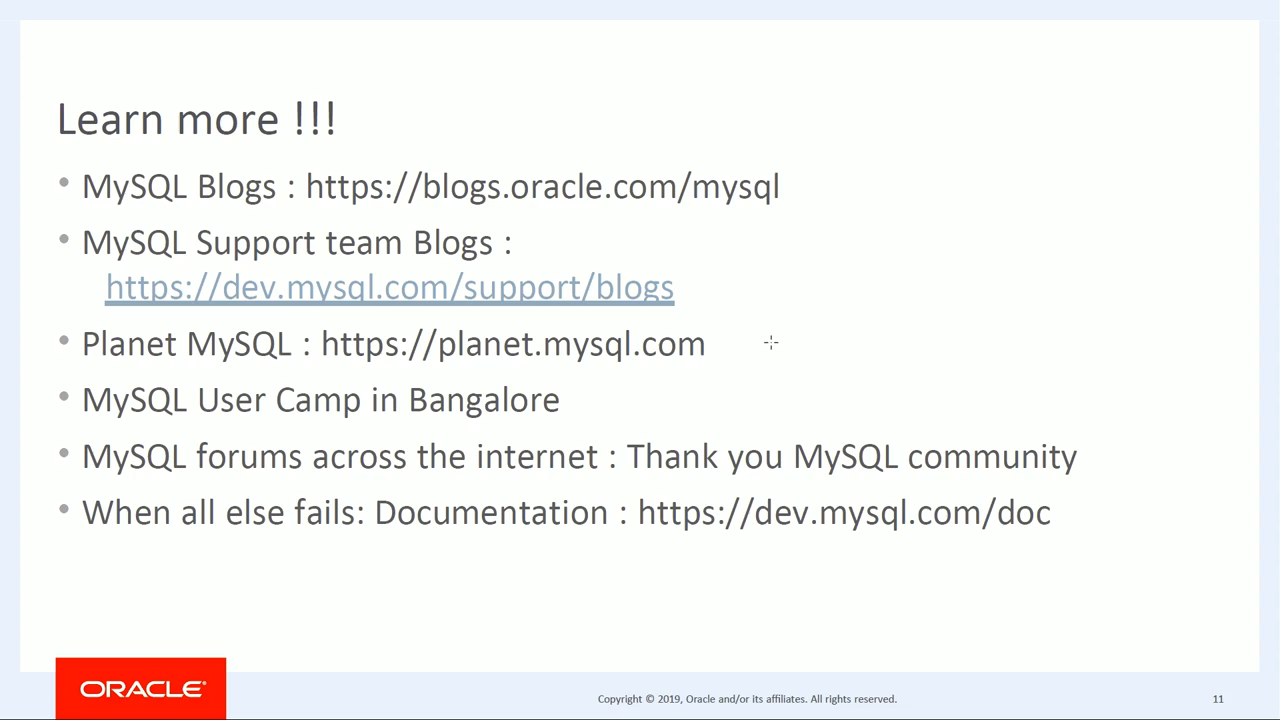 Learn more !!!
• MySQL Blogs : https://blogs.oracle.com/mysql
• MySQL Support team Blogs :
https://dev.mysql.com/support/blogs
• Planet MySQL : https://planet.mysql.com
• MySQL User Camp in Bangalore
• MySQL forums across the internet : Thank you MySQL community
• When all else fails: Documentation : https://dev.mysql.com/doc
ORACLE®
Copyright © 2019, Oracle and/or its affiliates. All rights reserved.
11